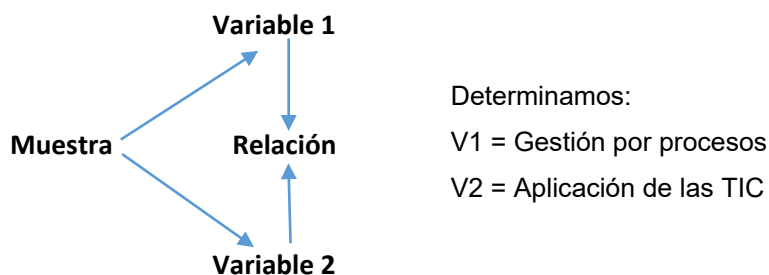 Variable 1
Muestra
Relación
Variable 2
Determinamos:
V1 = Gestión por procesos
V2 = Aplicación de las TIC